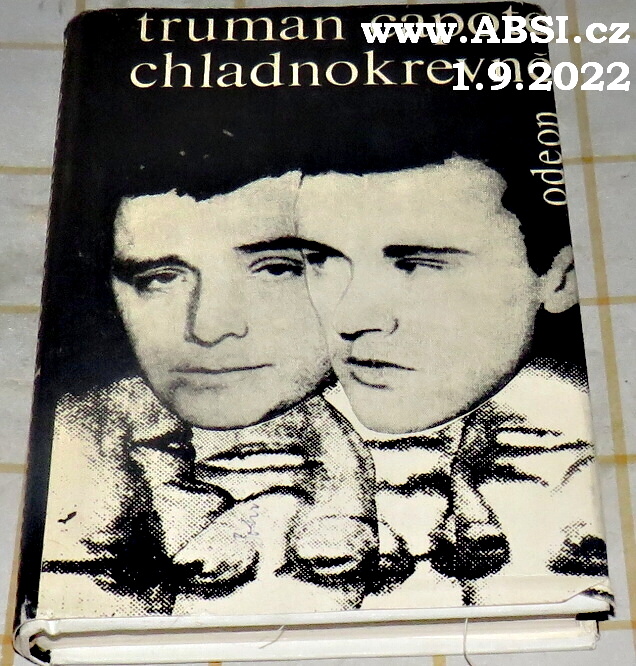 truman capote
chladnokrevně
odeon
www.ABSI.cz
1.9.2022